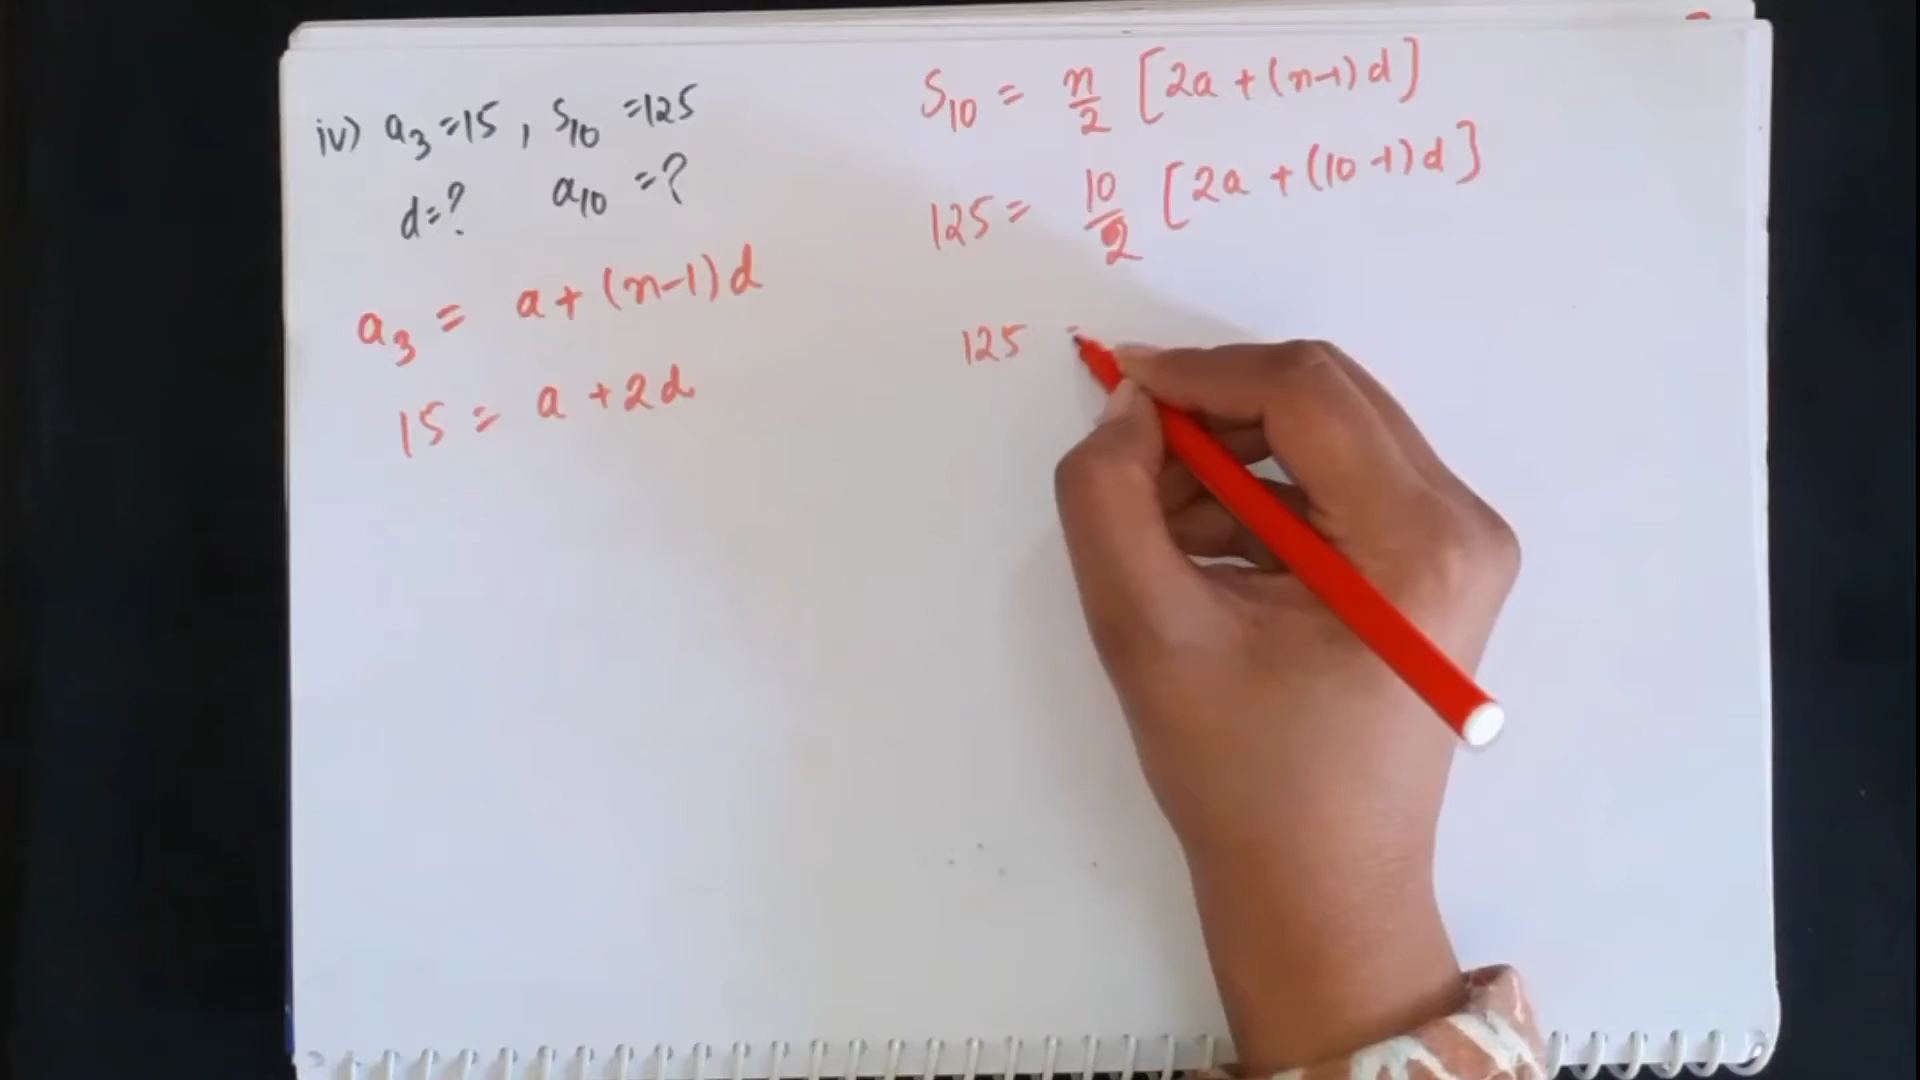 iv) a₃ =15 , S₁₀ =125
d=? a₁₀ =?
a₃ = a + (n-1)d
15 = a + 2d
S₁₀ = n/2 [2a + (n-1)d]
125 = 10/2 [2a + (10-1)d]
125 =